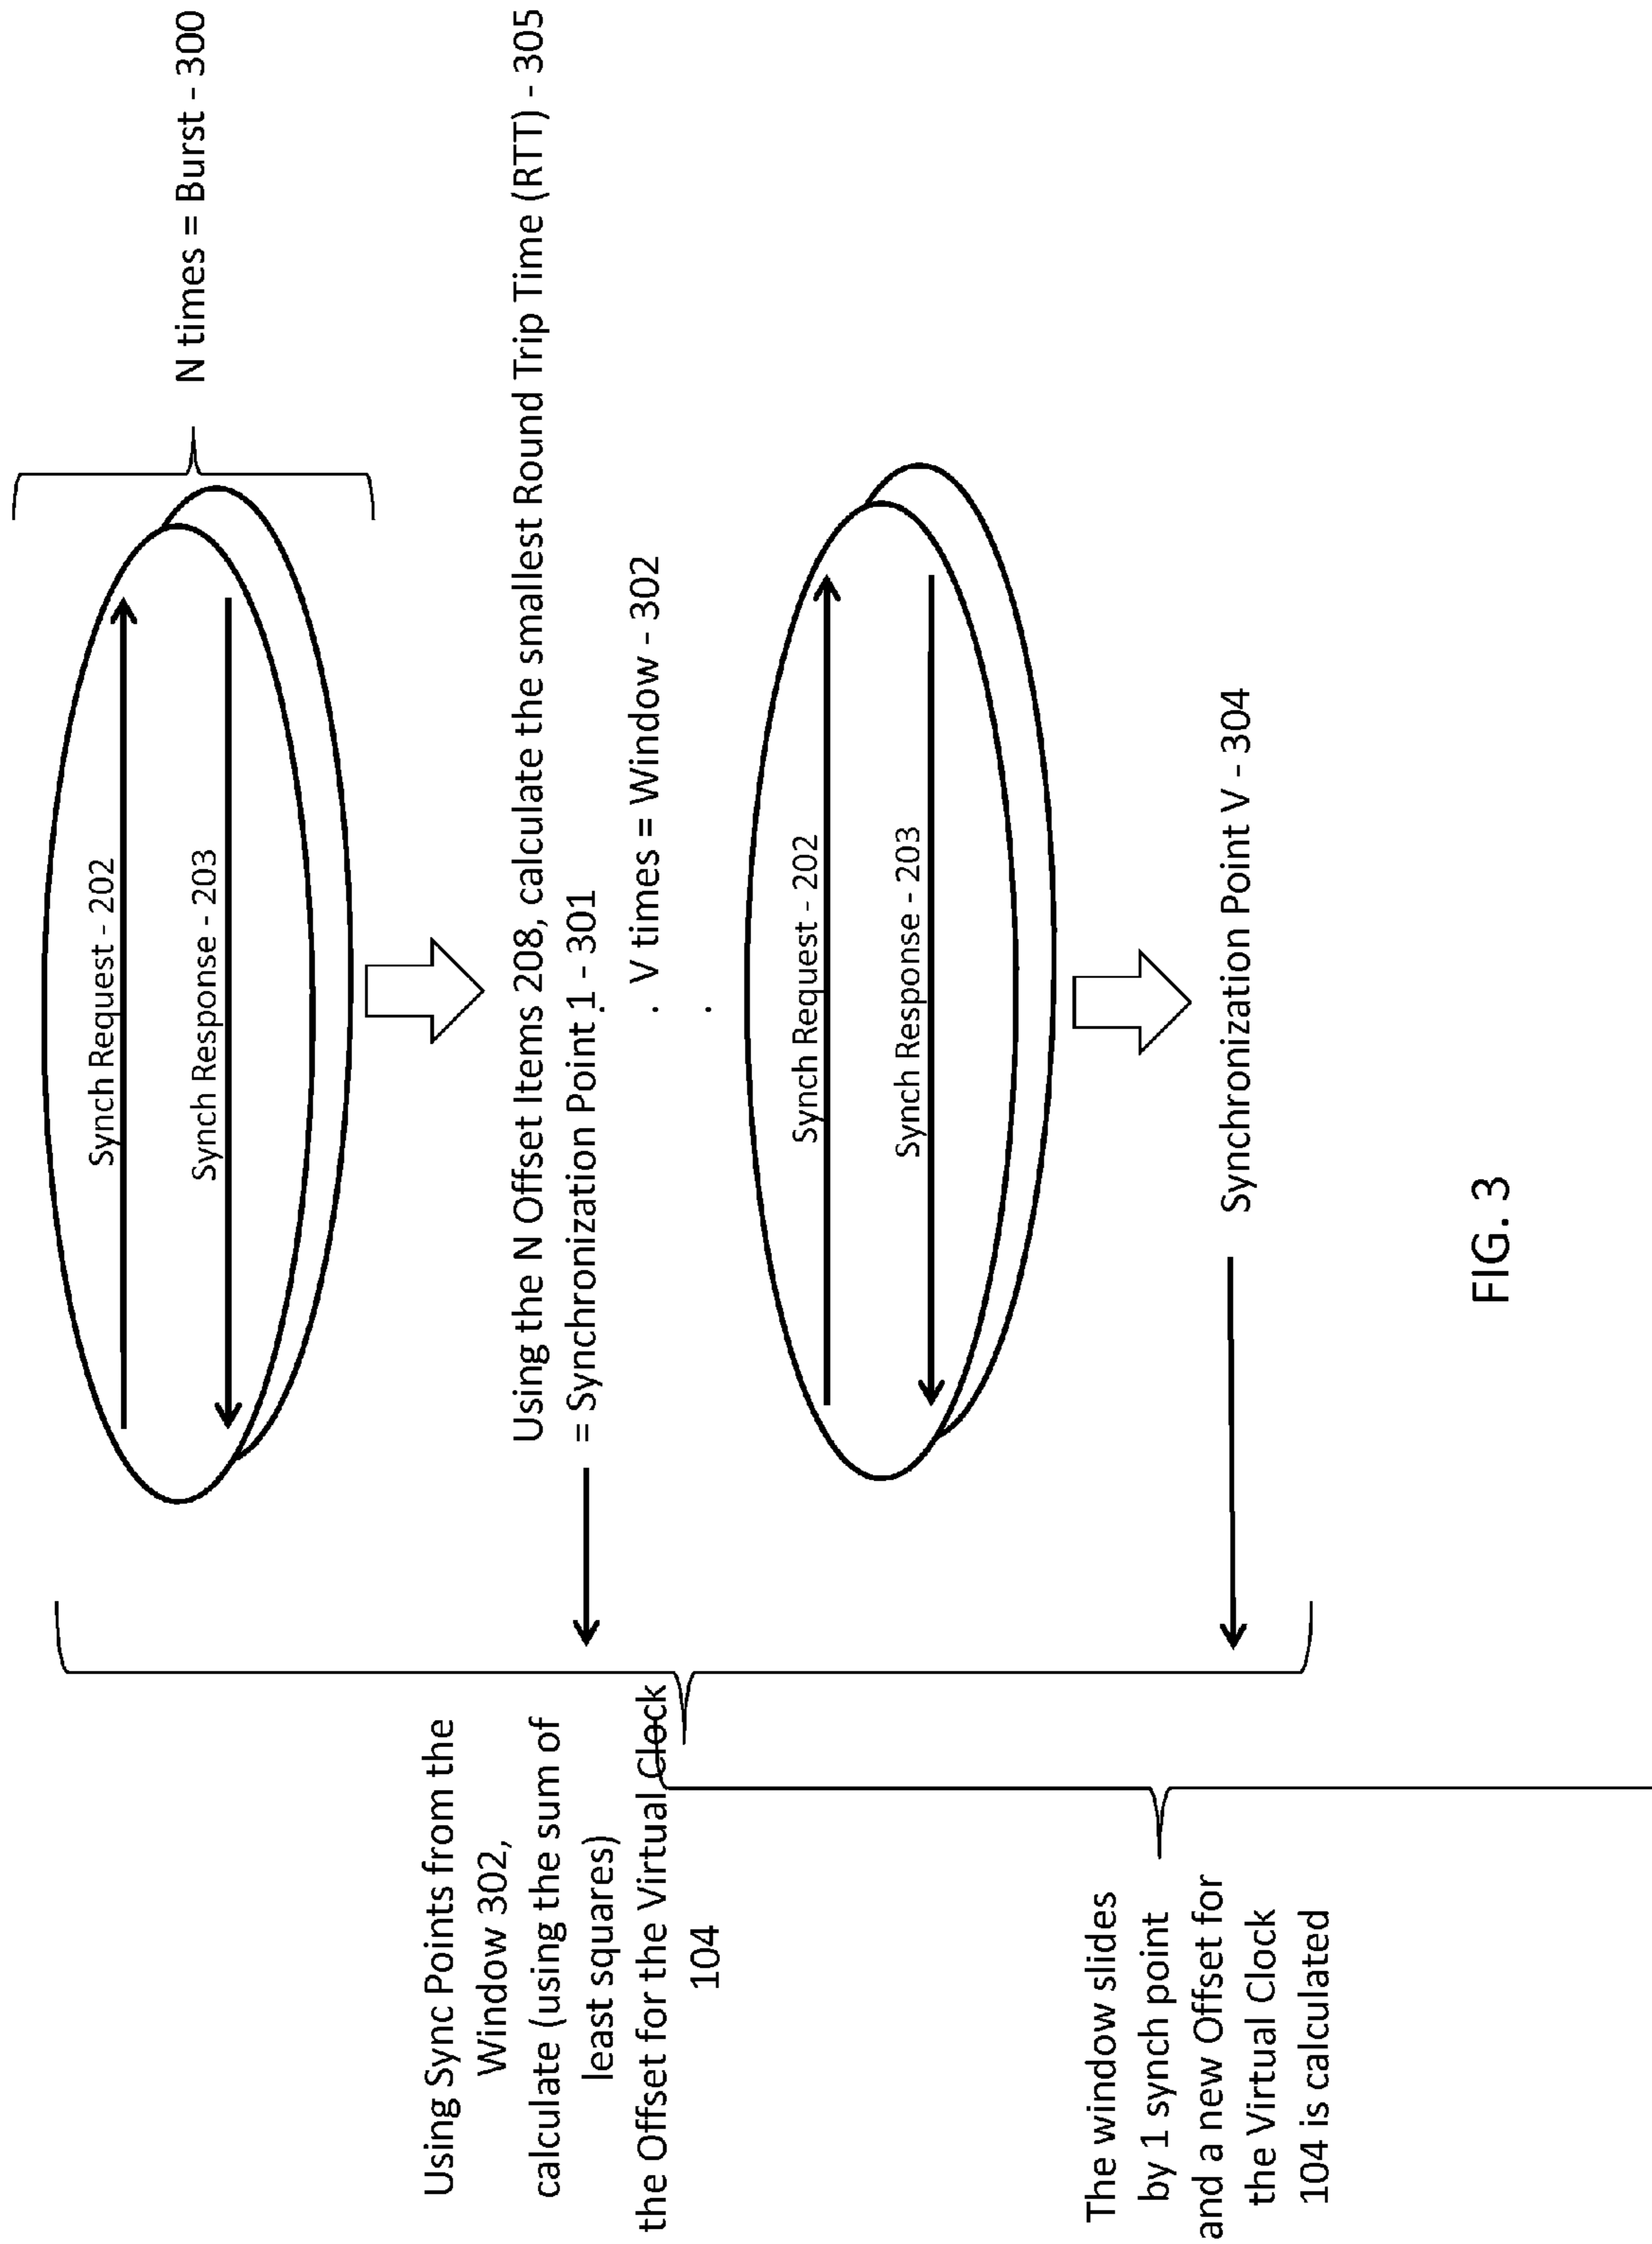 N times = Burst - 300
Synch Request - 202
Synch Response - 203
Using the N Offset Items 208, calculate the smallest Round Trip Time (RTT) - 305
= Synchronization Point 1 - 301
. V times = Window - 302
Synch Request - 202
Synch Response - 203
Synchronization Point V - 304
Using Sync Points from the
Window 302,
calculate (using the sum of
least squares)
the Offset for the Virtual Clock
104
The window slides
by 1 synch point
and a new Offset for
the Virtual Clock
104 is calculated
FIG. 3